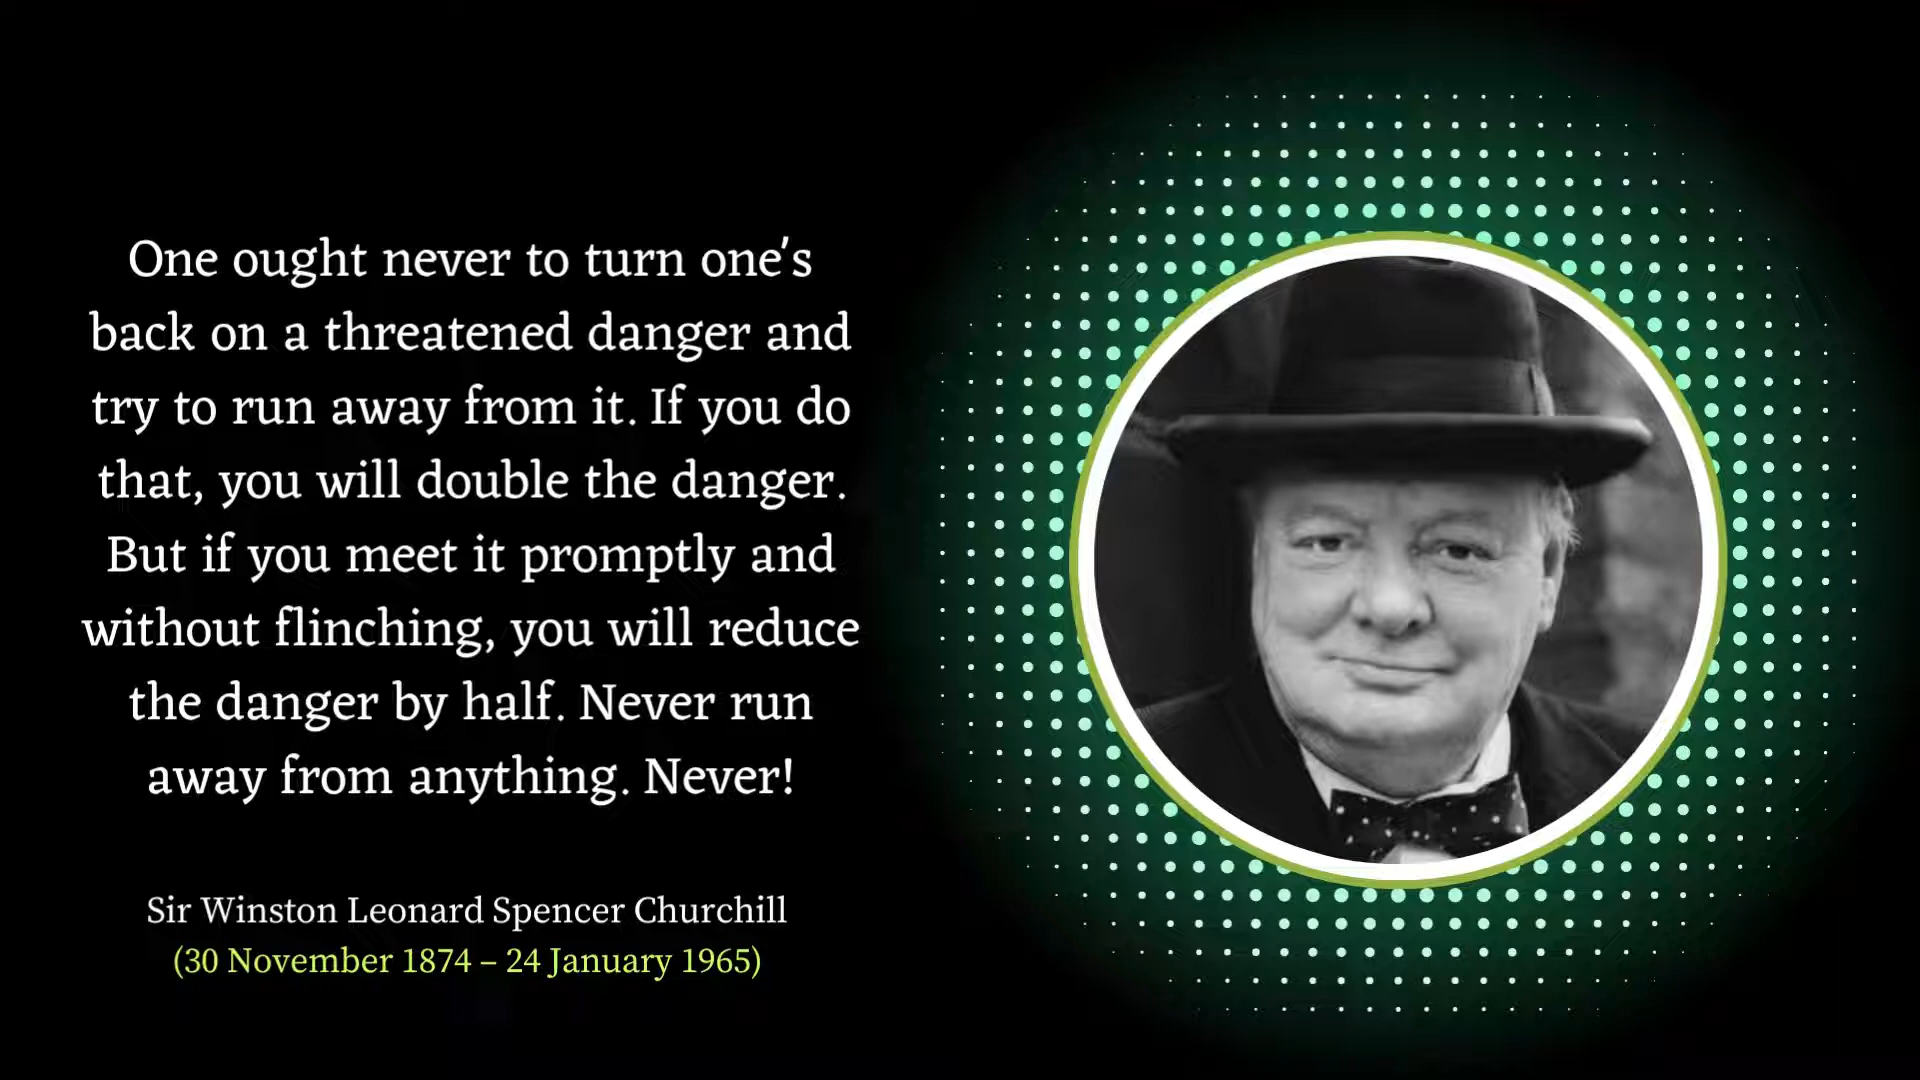 One ought never to turn one's
back on a threatened danger and
try to run away from it. If you do
that, you will double the danger.
But if you meet it promptly and
without flinching, you will reduce
the danger by half. Never run
away from anything. Never!
Sir Winston Leonard Spencer Churchill
(30 November 1874 – 24 January 1965)